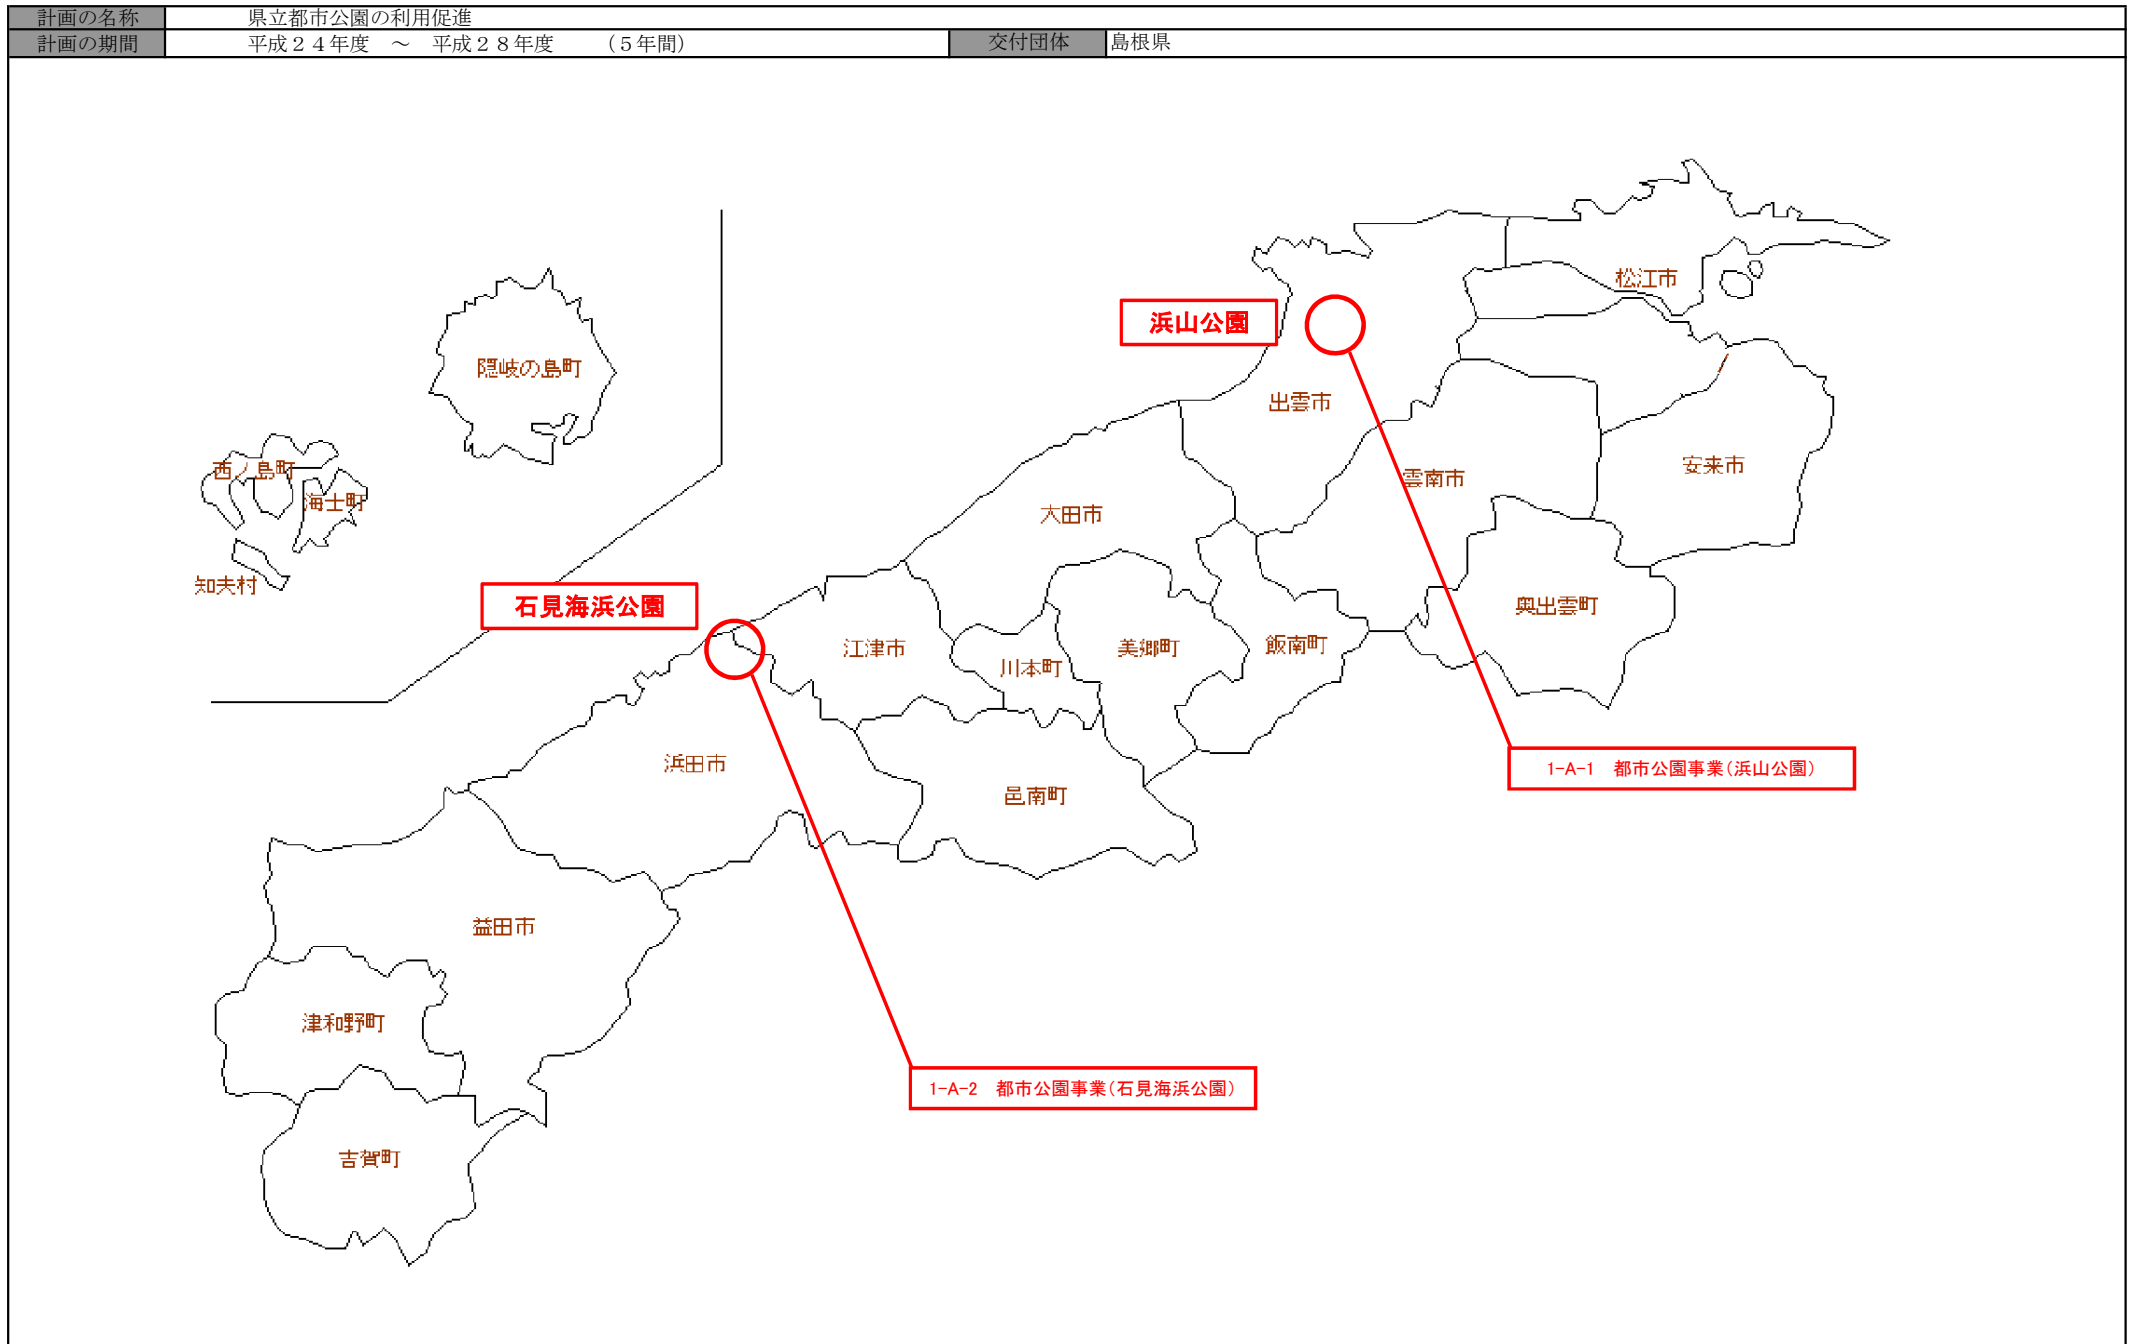 計画の名称 県立都市公園の利用促進
計画の期間 平成２４年度 ～ 平成２８年度 （５年間） 交付団体 島根県
松江市
浜山公園
隠岐の島町
出雲市
西ノ島町
安来市
雲南市
海士町
大田市
知夫村
石見海浜公園
奥出雲町
江津市
美郷町
飯南町
川本町
浜田市
1-A-1 都市公園事業（浜山公園）
邑南町
益田市
津和野町
1-A-2 都市公園事業（石見海浜公園）
吉賀町